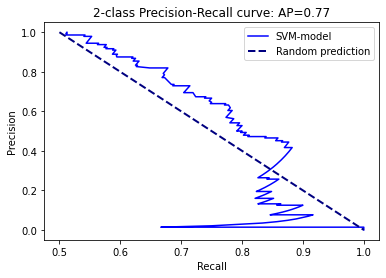 2-class Precision-Recall curve: AP=0.77
SVM-model
Random prediction
Precision
1.0
0.8
0.6
0.4
0.2
0.0
0.5 0.6 0.7 0.8 0.9 1.0
Recall